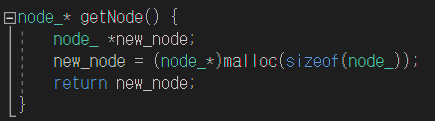 node_* getNode() {
    node_ *new_node;
    new_node = (node_*)malloc(sizeof(node_));
    return new_node;
}